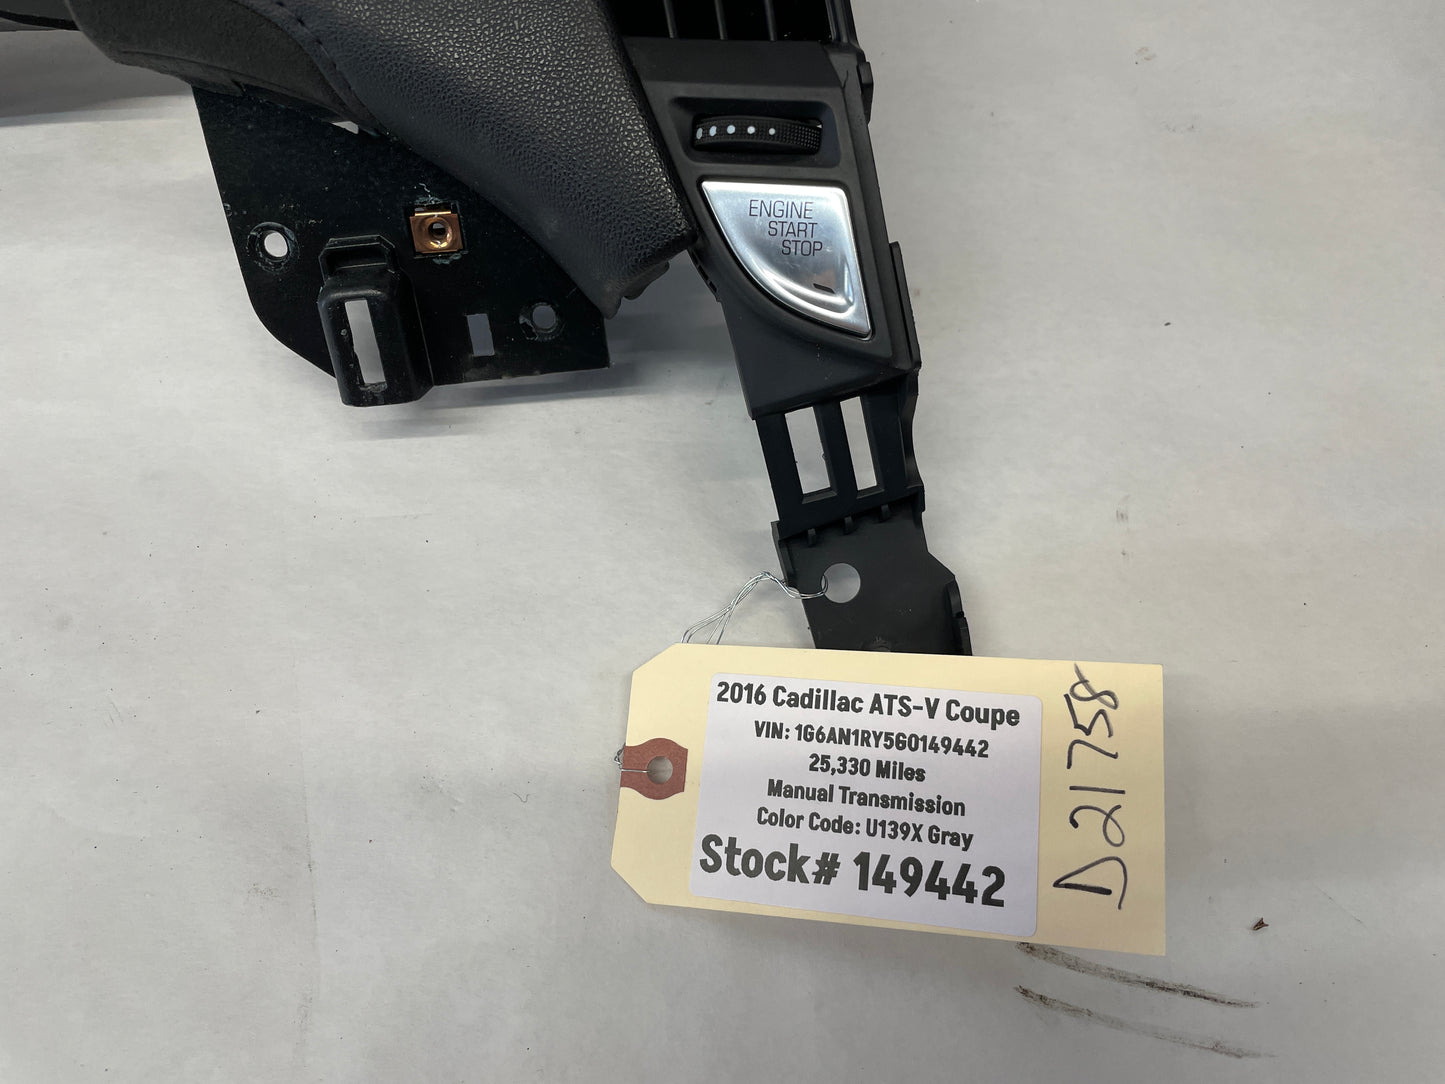 ENGINE
START
STOP
2016 Cadillac ATS-V Coupe
VIN: 1G6AN1RY5G0149442
25,330 Miles
Manual Transmission
Color Code: U139X Gray
Stock# 149442
D21758